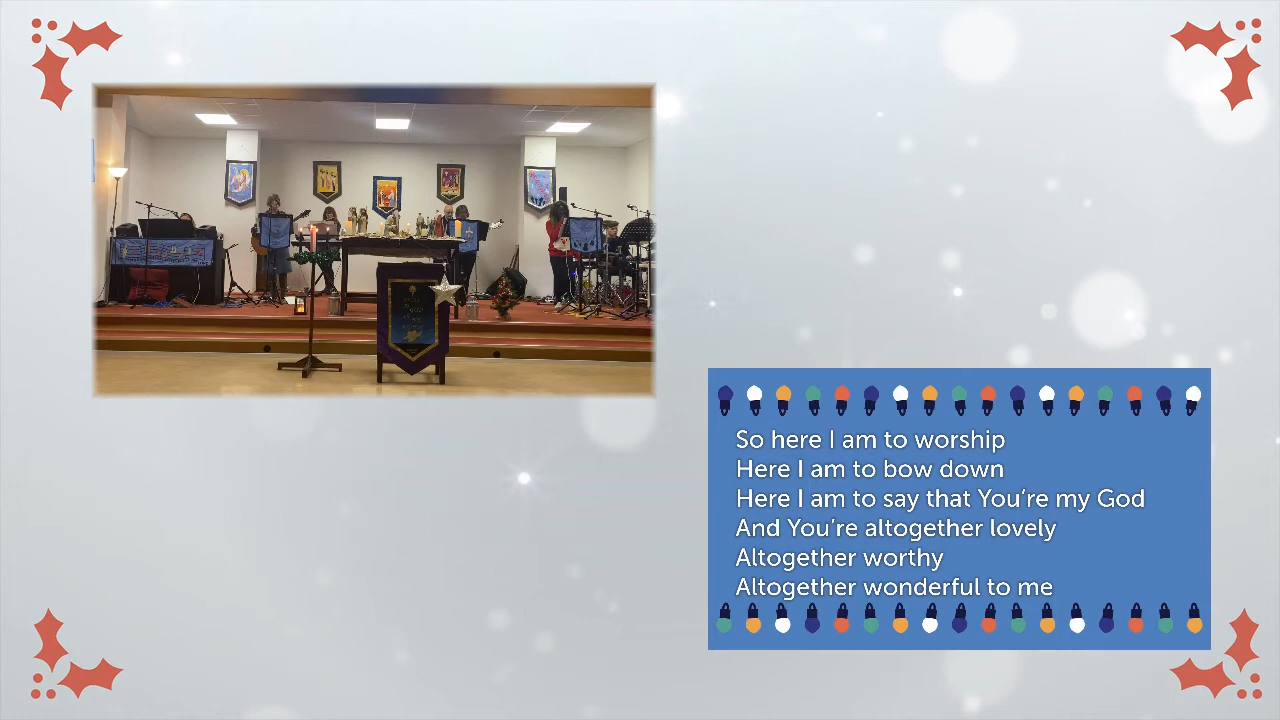 So here I am to worship
Here I am to bow down
Here I am to say that You're my God
And You're altogether lovely
Altogether worthy
Altogether wonderful to me